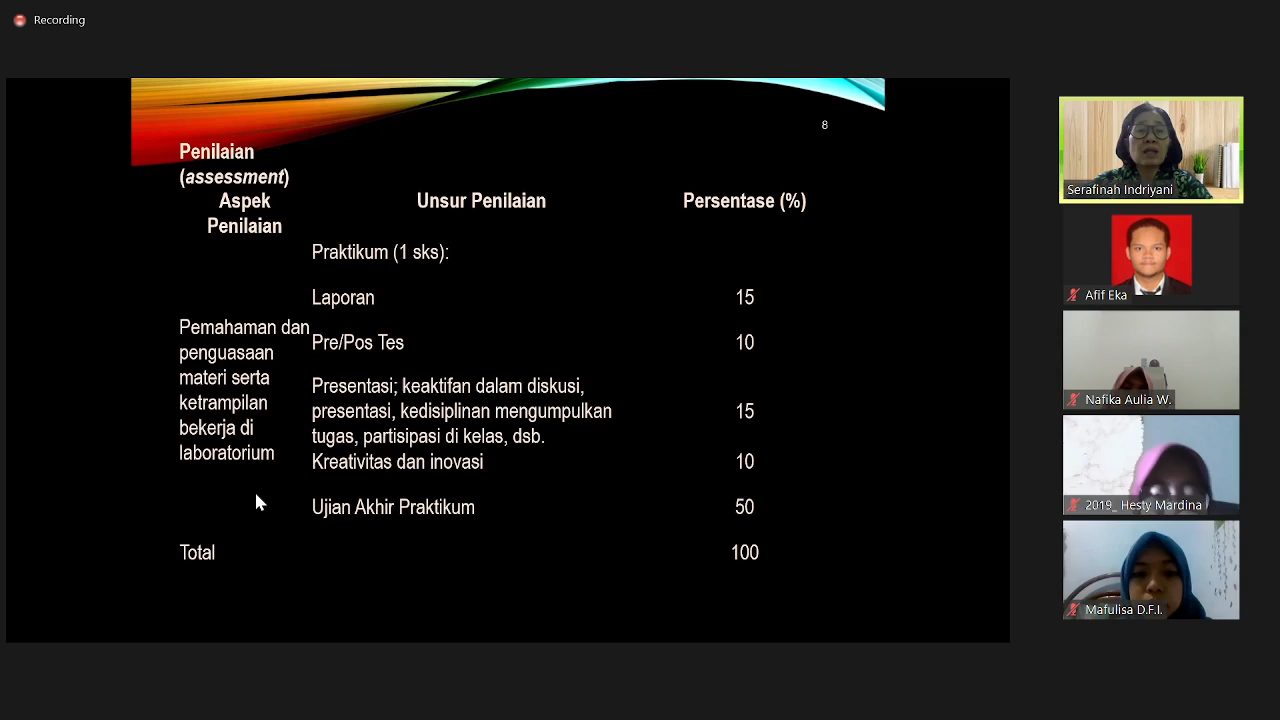 Recording
8
Penilaian
(assessment)
Aspek
Penilaian
Unsur Penilaian
Persentase (%)
Praktikum (1 sks):
Laporan
15
Pemahaman dan
penguasaan
materi serta
ketrampilan
bekerja di
laboratorium
Pre/Pos Tes
10
Presentasi; keaktifan dalam diskusi,
presentasi, kedisiplinan mengumpulkan
tugas, partisipasi di kelas, dsb.
15
Kreativitas dan inovasi
10
Ujian Akhir Praktikum
50
Total
100
Serafinah Indriyani
Afif Eka
Nafika Aulia W.
2019_ Hesty Mardina
Mafulisa D.F.I.